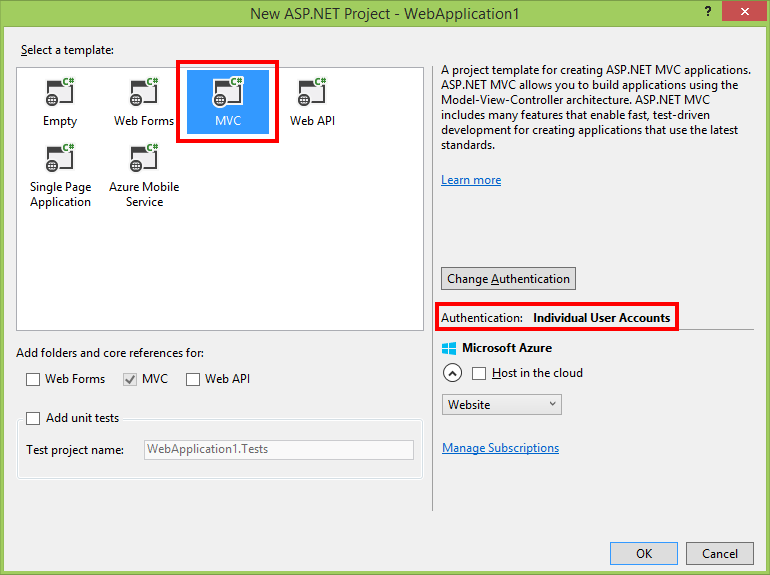 New ASP.NET Project - WebApplication1
?
Select a template:
C#
C#
C#
C#
Empty
Web Forms
MVC
Web API
C#
C#
Single Page
Application
Azure Mobile
Service
A project template for creating ASP.NET MVC applications.
ASP.NET MVC allows you to build applications using the
Model-View-Controller architecture. ASP.NET MVC
includes many features that enable fast, test-driven
development for creating applications that use the latest
standards.
Learn more
Change Authentication
Authentication: Individual User Accounts
Microsoft Azure
Host in the cloud
Website
Manage Subscriptions
Add folders and core references for:
Web Forms
MVC
Web API
Add unit tests
Test project name:
WebApplication1.Tests
OK
Cancel